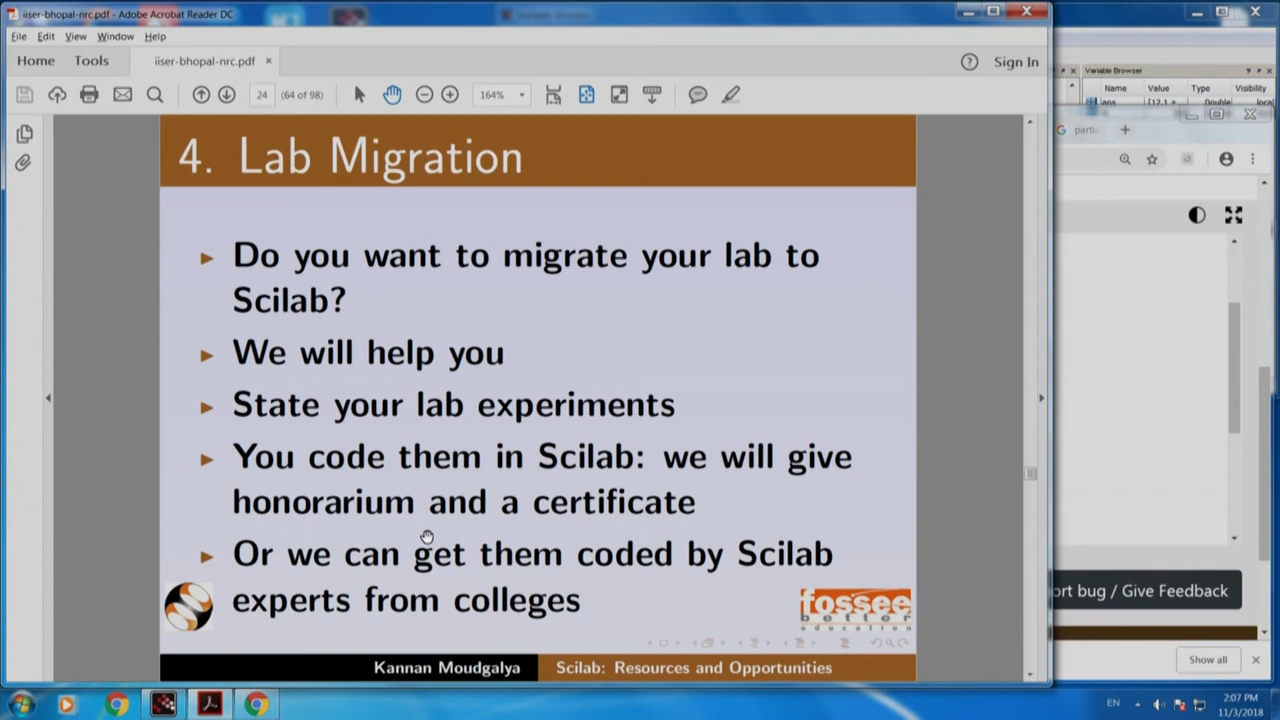 iiser-bhopal-nrc.pdf - Adobe Acrobat Reader DC
File Edit View Window Help
Home Tools iiser-bhopal-nrc.pdf × Sign In
24 (64 of 98) 164%
Variable Browser
Name Value Type Visibility
4. Lab Migration
Do you want to migrate your lab to
Scilab?
We will help you
State your lab experiments
You code them in Scilab: we will give
honorarium and a certificate
Or we can get them coded by Scilab
experts from colleges
fossee
better
education
Kannan Moudgalya Scilab: Resources and Opportunities
ort bug / Give Feedback
Show all
EN
2:07 PM
11/3/2018